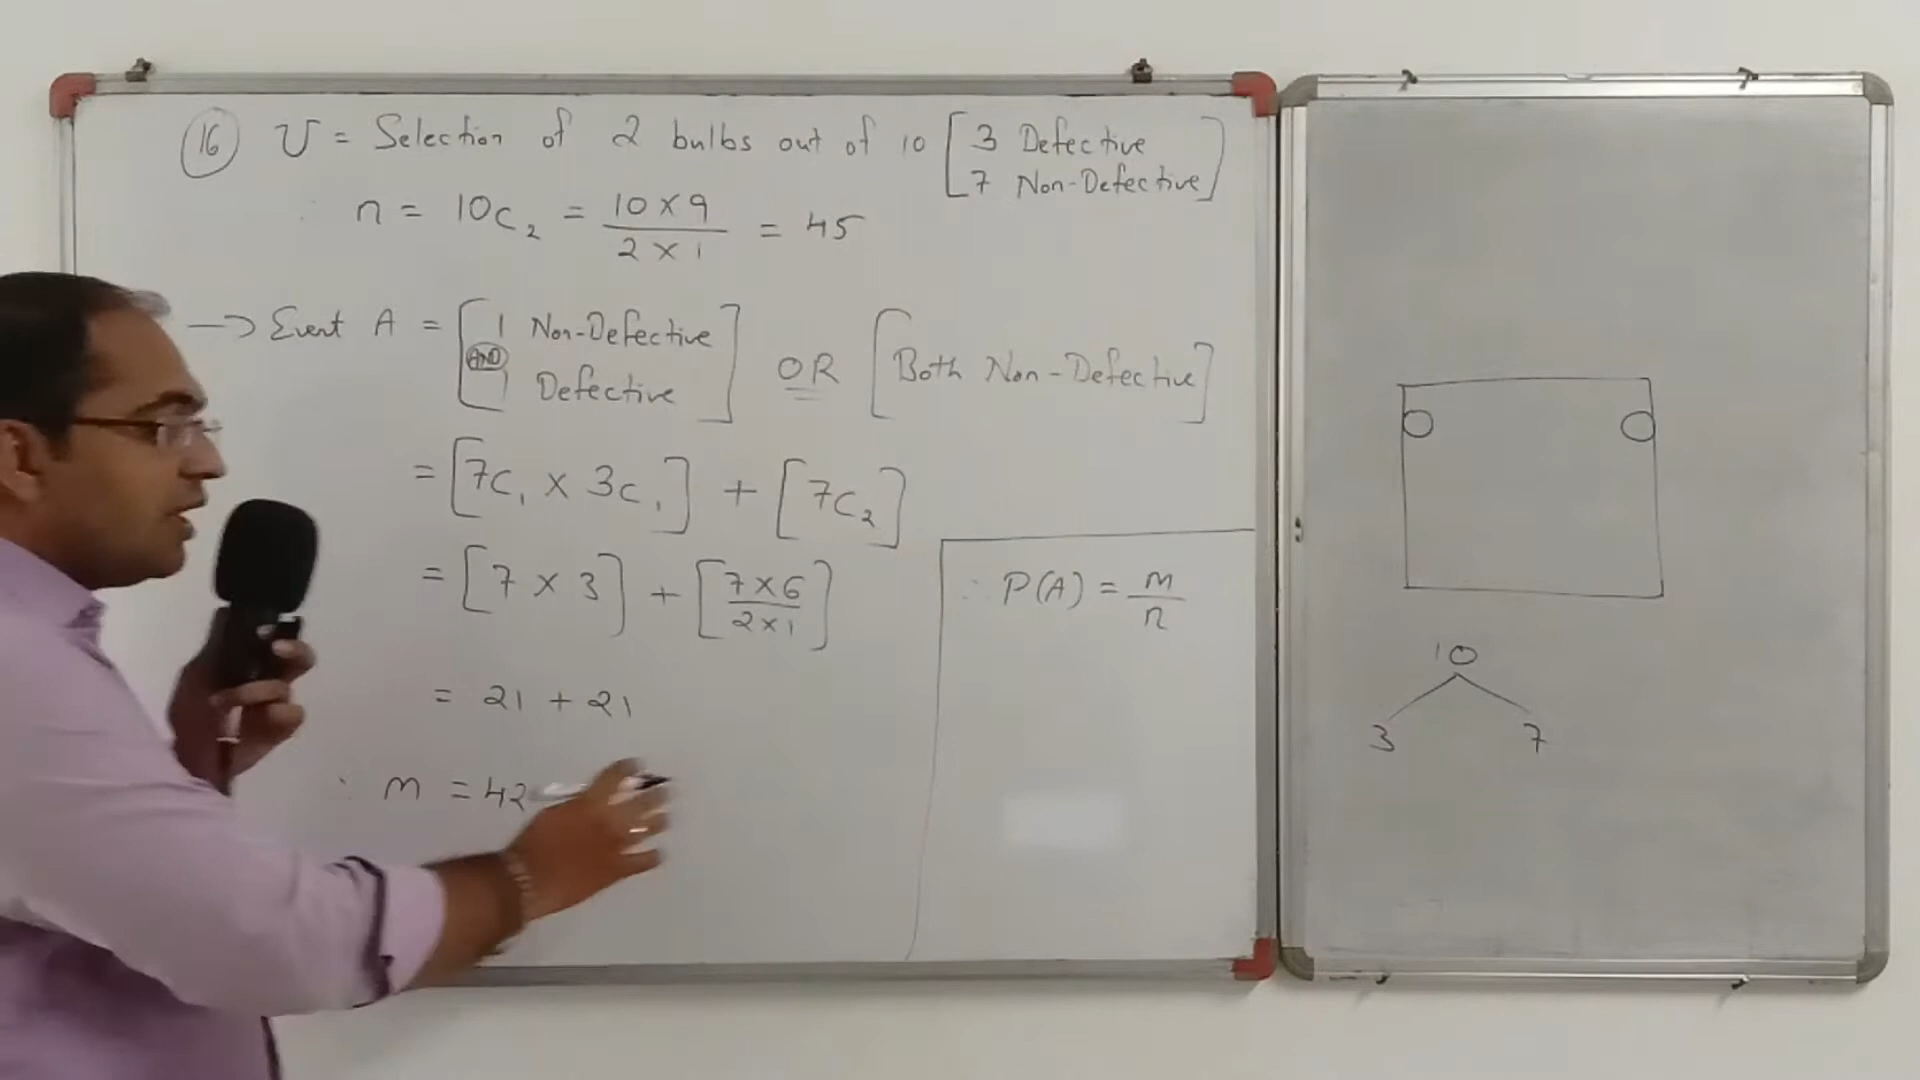 16 U = Selection of 2 bulbs out of 10 [ 3 Defective
7 Non-Defective ]
n = 10C₂ = 10 × 9 / 2 × 1 = 45
→ Event A = [ 1 Non-Defective AND 1 Defective ] OR [ Both Non-Defective ]
= [ 7C₁ × 3C₁ ] + [ 7C₂ ]
= [ 7 × 3 ] + [ 7 × 6 / 2 × 1 ]
= 21 + 21
∴ m = 42
∴ P(A) = m / n
10
3 7